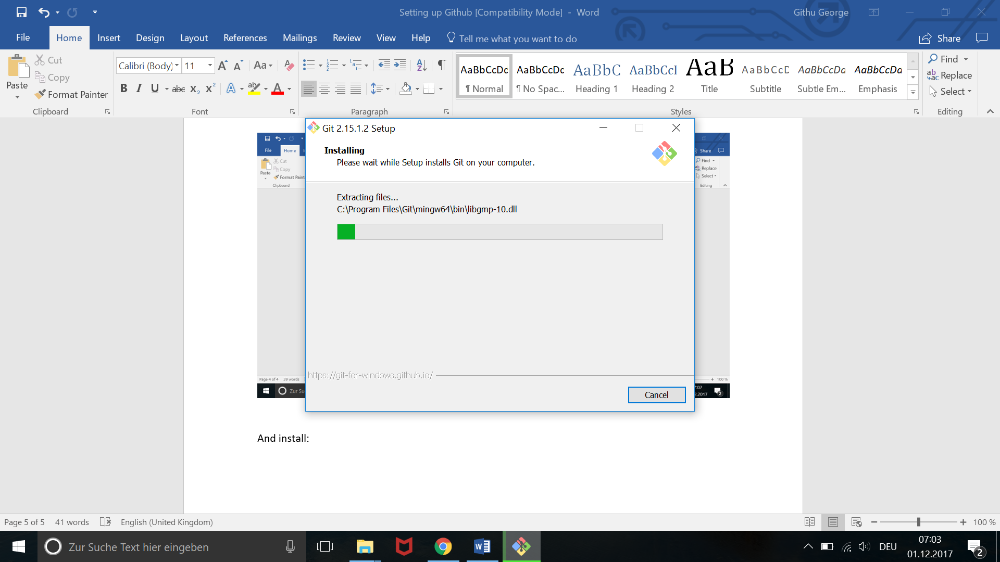 Setting up Github [Compatibility Mode] - Word
Githu George
File Home Insert Design Layout References Mailings Review View Help Tell me what you want to do Share
Paste
Cut
Copy
Format Painter
Clipboard
Calibri (Body) 11
Aa
B I U abc X₂ X² A ab A
Font
Paragraph
AaBbCcDc AaBbCcDc AaBbC AaBbCcI AaB AaBbCcD AaBbCcDa AaBbCcDa
¶ Normal ¶ No Spac... Heading 1 Heading 2 Title Subtitle Subtle Em... Emphasis
Styles
Find
Replace
Select
Editing
File Home
Paste
Cut
Copy
Format Painte
Clipboard
Share
Find
Replace
Select
Editing
Git 2.15.1.2 Setup
Installing
Please wait while Setup installs Git on your computer.
Extracting files...
C:\Program Files\Git\mingw64\bin\libgmp-10.dll
https://git-for-windows.github.io/
Cancel
Page 4 of 4 39 words
100 %
Zur Su
7:02
2.2017
2
And install:
Page 5 of 5 41 words English (United Kingdom) 100 %
Zur Suche Text hier eingeben
DEU
07:03
01.12.2017
2